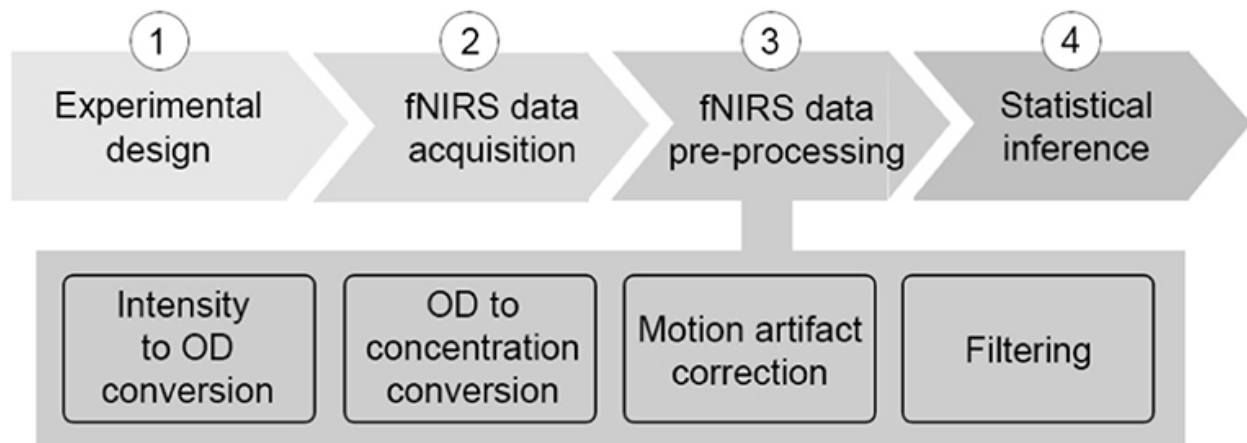 1
Experimental
design
2
fNIRS data
acquisition
3
fNIRS data
pre-processing
4
Statistical
inference
Intensity
to OD
conversion
OD to
concentration
conversion
Motion artifact
correction
Filtering